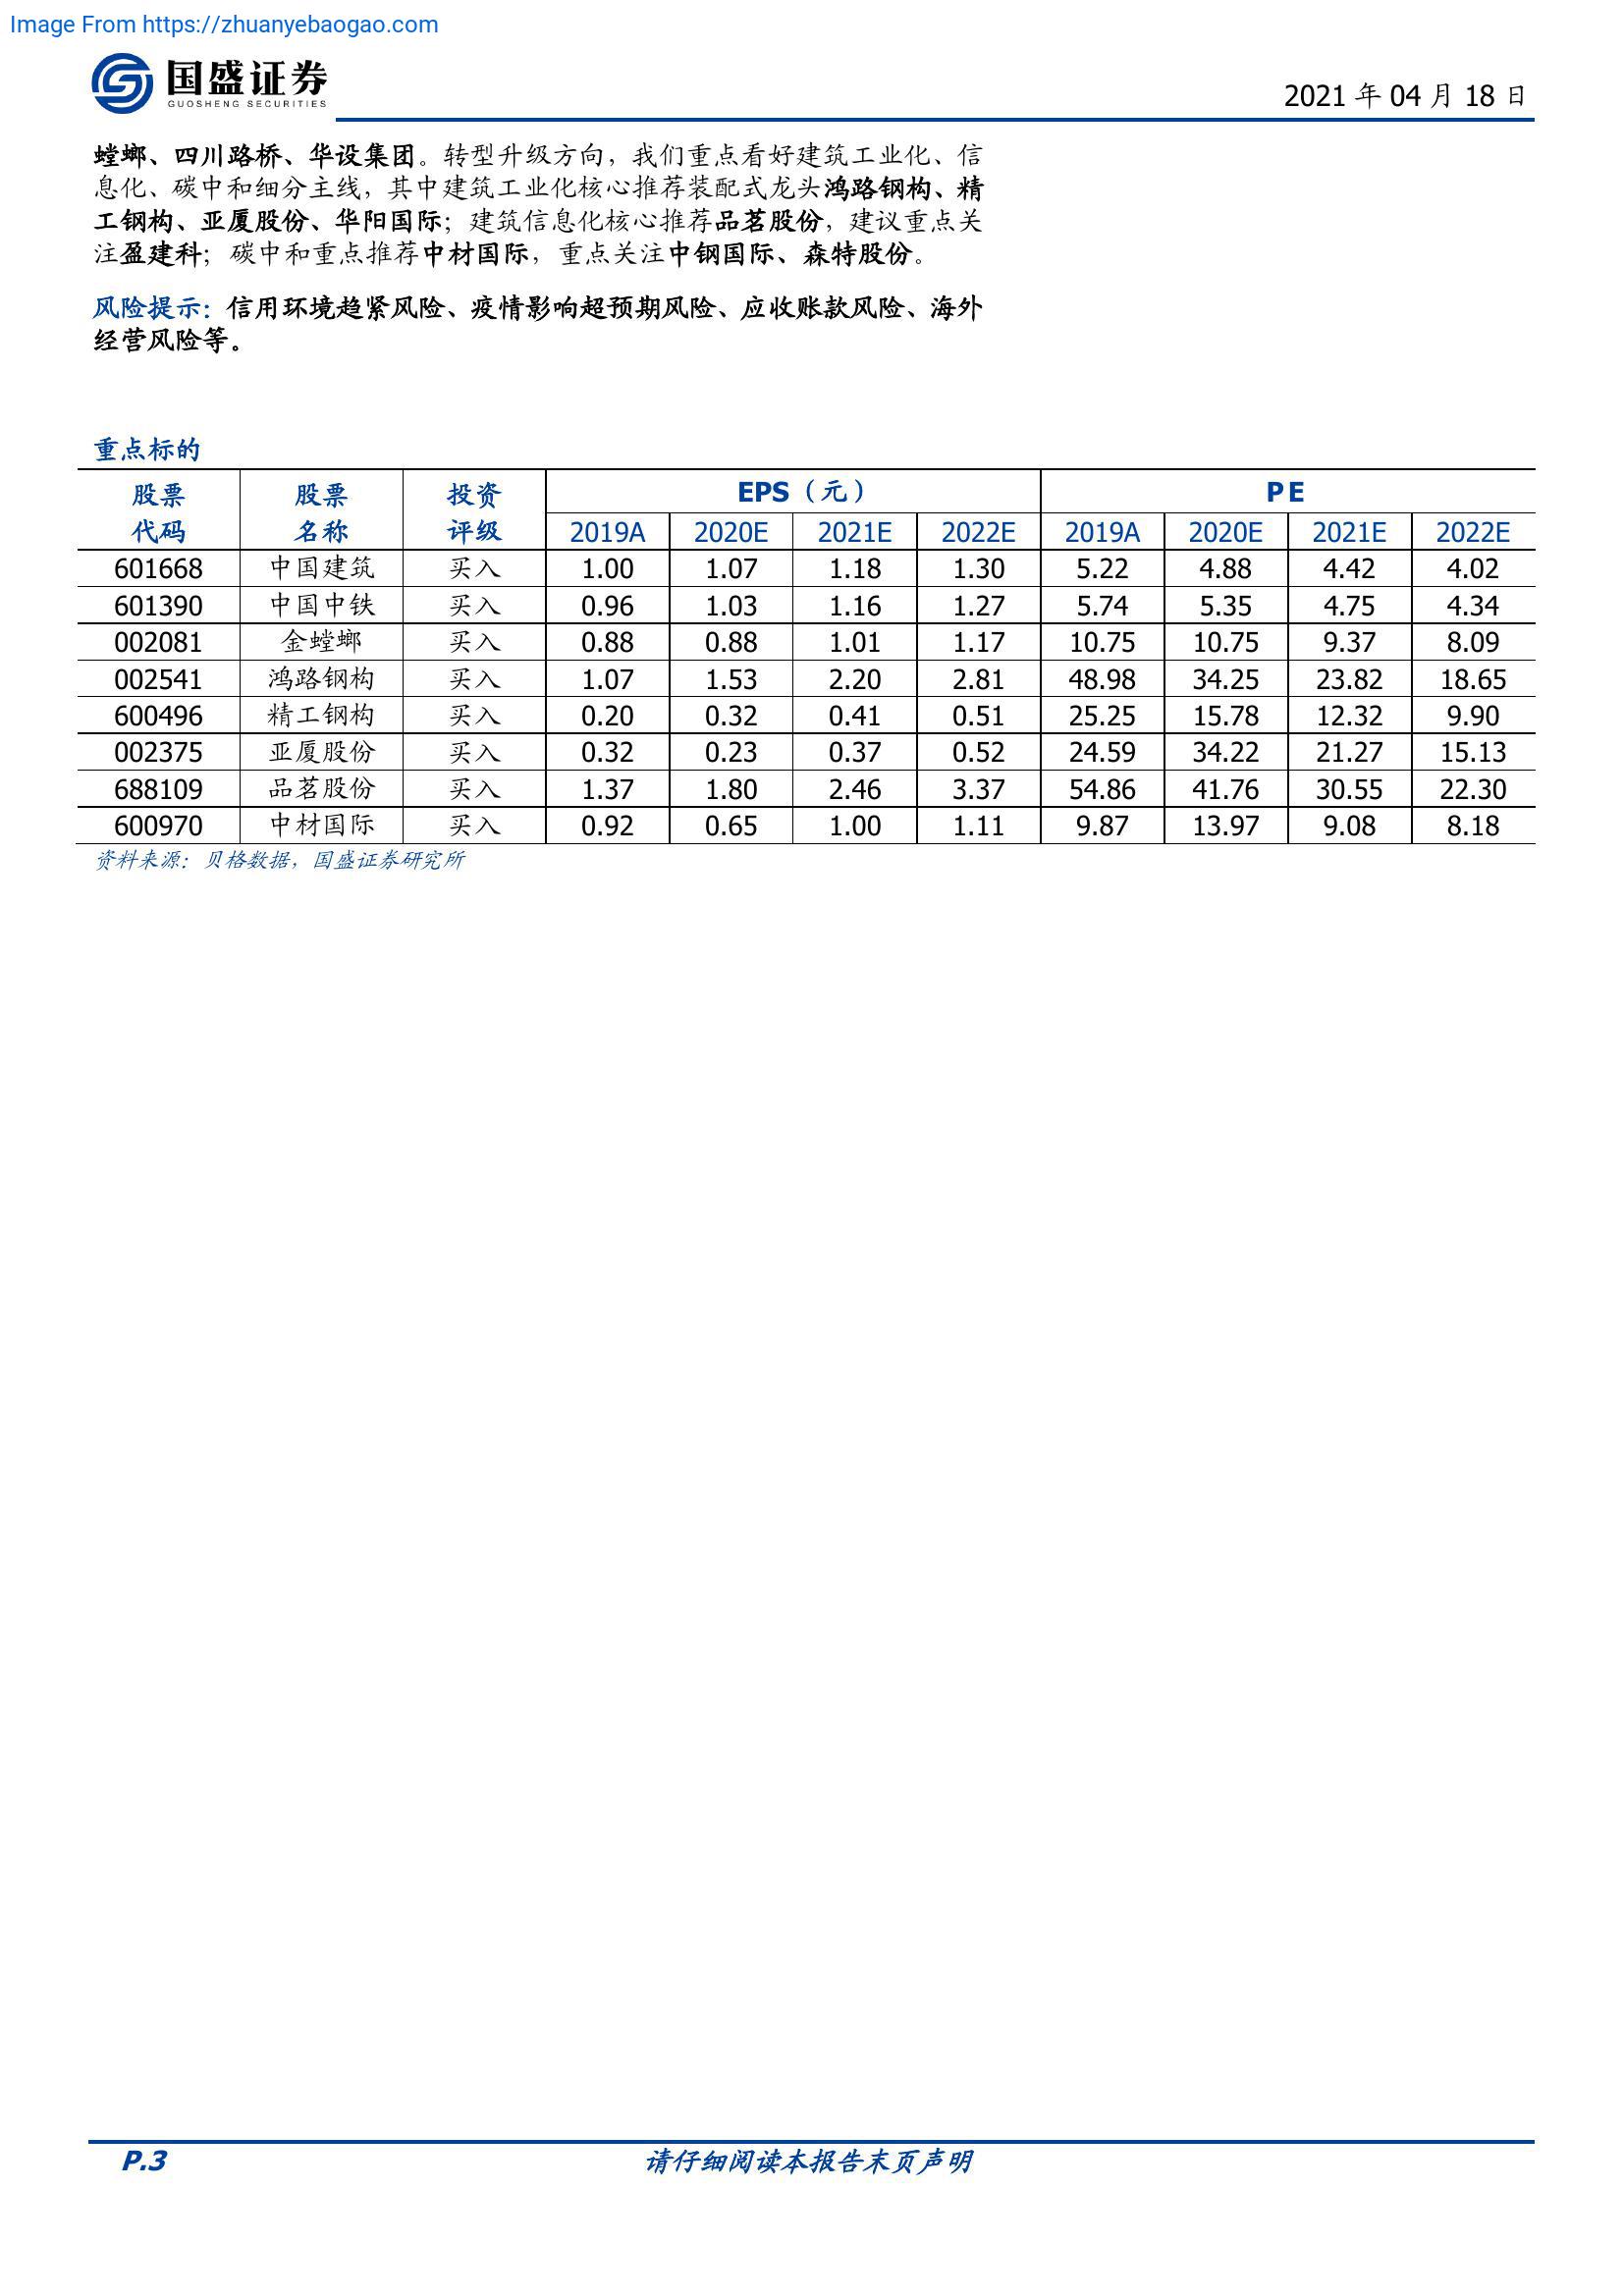 Image From https://zhuanyebaogao.com
国盛证券
GUOSHENG SECURITIES
2021 年 04 月 18 日
螳螂、四川路桥、华设集团。转型升级方向，我们重点看好建筑工业化、信
息化、碳中和细分主线，其中建筑工业化核心推荐装配式龙头鸿路钢构、精
工钢构、亚厦股份、华阳国际；建筑信息化核心推荐品茗股份，建议重点关
注盈建科；碳中和重点推荐中材国际，重点关注中钢国际、森特股份。
风险提示：信用环境趋紧风险、疫情影响超预期风险、应收账款风险、海外
经营风险等。
重点标的
股票 股票 投资 EPS（元） PE
代码 名称 评级 2019A 2020E 2021E 2022E 2019A 2020E 2021E 2022E
601668 中国建筑 买入 1.00 1.07 1.18 1.30 5.22 4.88 4.42 4.02
601390 中国中铁 买入 0.96 1.03 1.16 1.27 5.74 5.35 4.75 4.34
002081 金螳螂 买入 0.88 0.88 1.01 1.17 10.75 10.75 9.37 8.09
002541 鸿路钢构 买入 1.07 1.53 2.20 2.81 48.98 34.25 23.82 18.65
600496 精工钢构 买入 0.20 0.32 0.41 0.51 25.25 15.78 12.32 9.90
002375 亚厦股份 买入 0.32 0.23 0.37 0.52 24.59 34.22 21.27 15.13
688109 品茗股份 买入 1.37 1.80 2.46 3.37 54.86 41.76 30.55 22.30
600970 中材国际 买入 0.92 0.65 1.00 1.11 9.87 13.97 9.08 8.18
资料来源：贝格数据，国盛证券研究所
P.3 请仔细阅读本报告末页声明